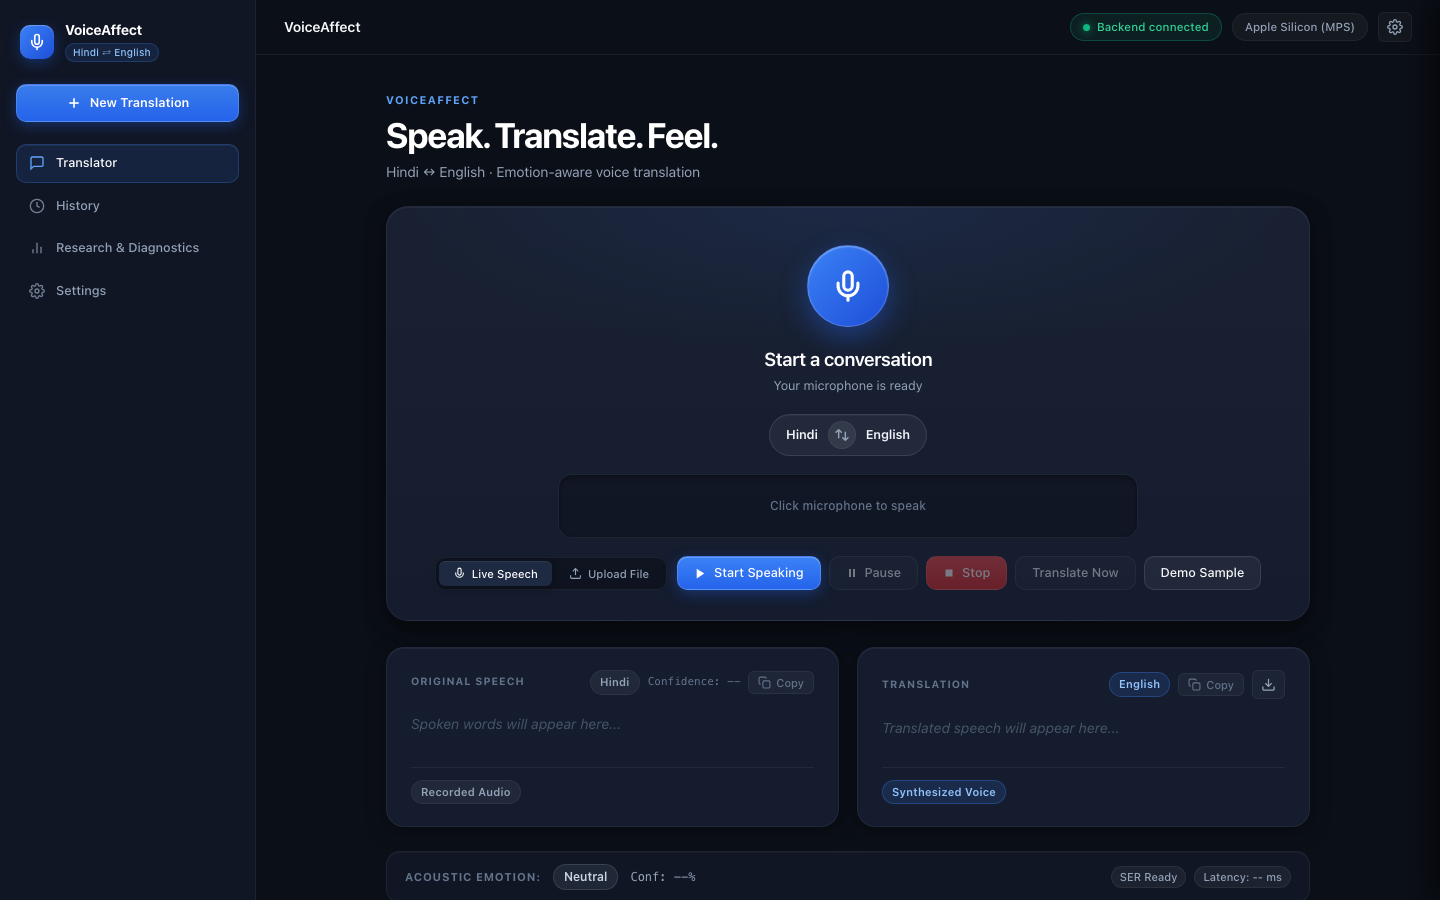 VoiceAffect
Hindi ⇌ English
New Translation
Translator
History
Research & Diagnostics
Settings
VoiceAffect
Backend connected
Apple Silicon (MPS)
VOICEAFFECT
Speak. Translate. Feel.
Hindi ↔ English · Emotion-aware voice translation
Start a conversation
Your microphone is ready
Hindi English
Click microphone to speak
Live Speech Upload File Start Speaking Pause Stop Translate Now Demo Sample
ORIGINAL SPEECH Hindi Confidence: -- Copy
Spoken words will appear here...
Recorded Audio
TRANSLATION English Copy
Translated speech will appear here...
Synthesized Voice
ACOUSTIC EMOTION: Neutral Conf: --% SER Ready Latency: -- ms